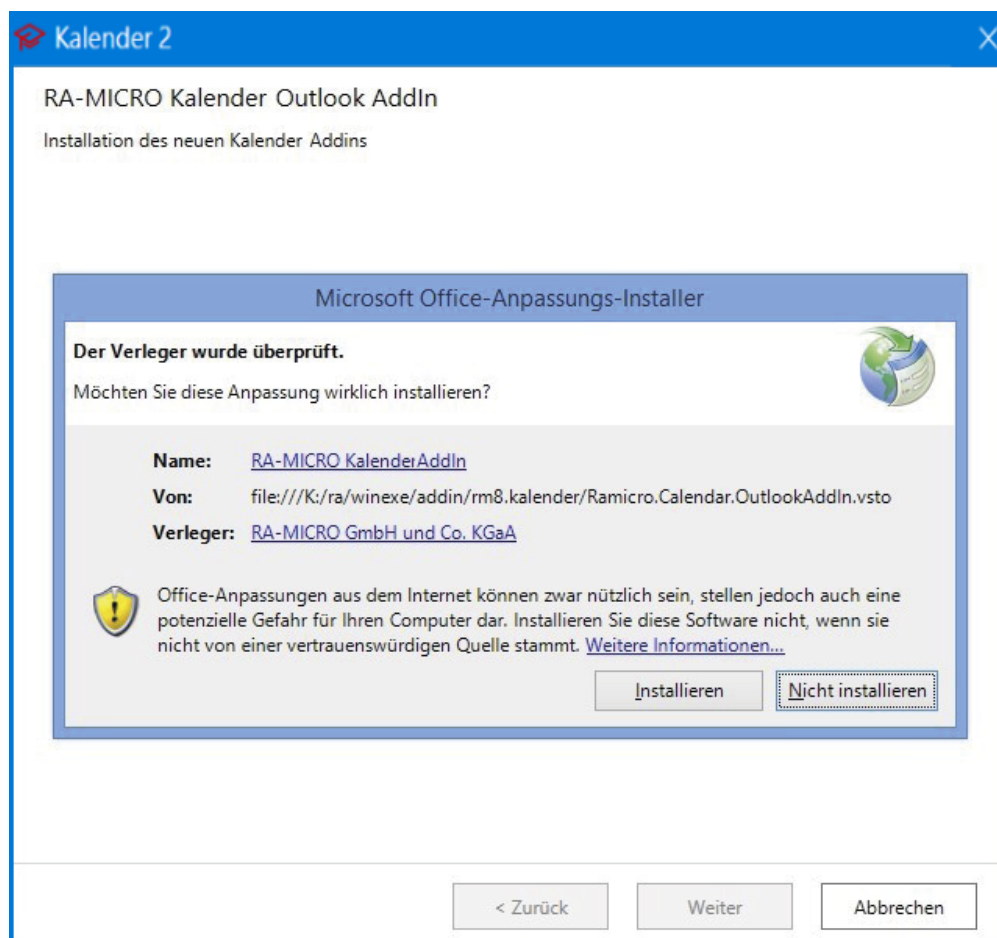 Kalender 2
RA-MICRO Kalender Outlook AddIn
Installation des neuen Kalender Addins
Microsoft Office-Anpassungs-Installer
Der Verleger wurde überprüft.
Möchten Sie diese Anpassung wirklich installieren?
Name: RA-MICRO KalenderAddIn
Von: file:///K:/ra/winexe/addin/rm8.kalender/Ramicro.Calendar.OutlookAddIn.vsto
Verleger: RA-MICRO GmbH und Co. KGaA
Office-Anpassungen aus dem Internet können zwar nützlich sein, stellen jedoch auch eine
potenzielle Gefahr für Ihren Computer dar. Installieren Sie diese Software nicht, wenn sie
nicht von einer vertrauenswürdigen Quelle stammt. Weitere Informationen...
Installieren Nicht installieren
< Zurück Weiter Abbrechen